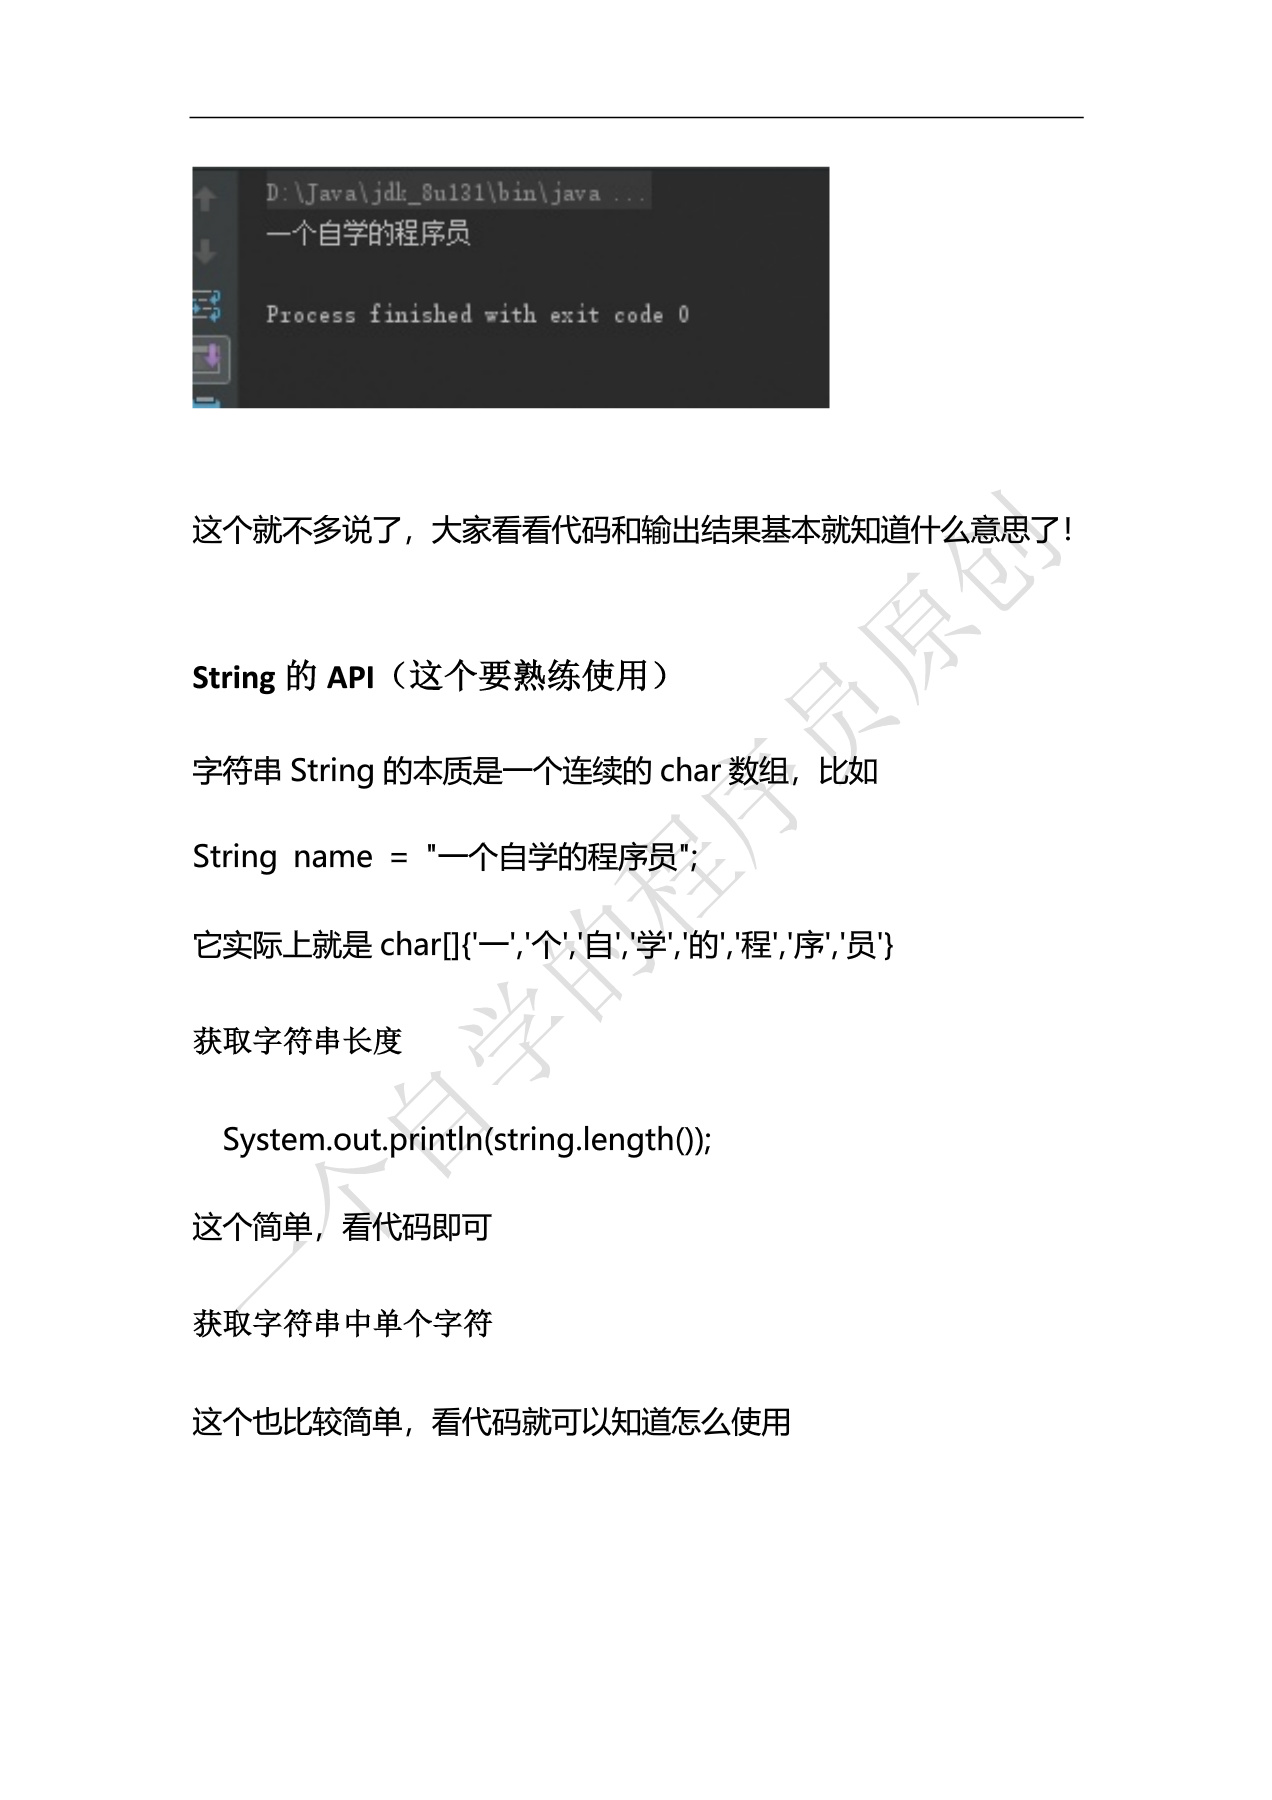 D:\Java\jdk_8u131\bin\java ...
一个自学的程序员
Process finished with exit code 0
这个就不多说了，大家看看代码和输出结果基本就知道什么意思了！
String 的 API（这个要熟练使用）
字符串 String 的本质是一个连续的 char 数组，比如
String name = "一个自学的程序员";
它实际上就是 char[]{'一','个','自','学','的','程','序','员'}
获取字符串长度
System.out.println(string.length());
这个简单，看代码即可
获取字符串中单个字符
这个也比较简单，看代码就可以知道怎么使用
一个自学的程序员原创